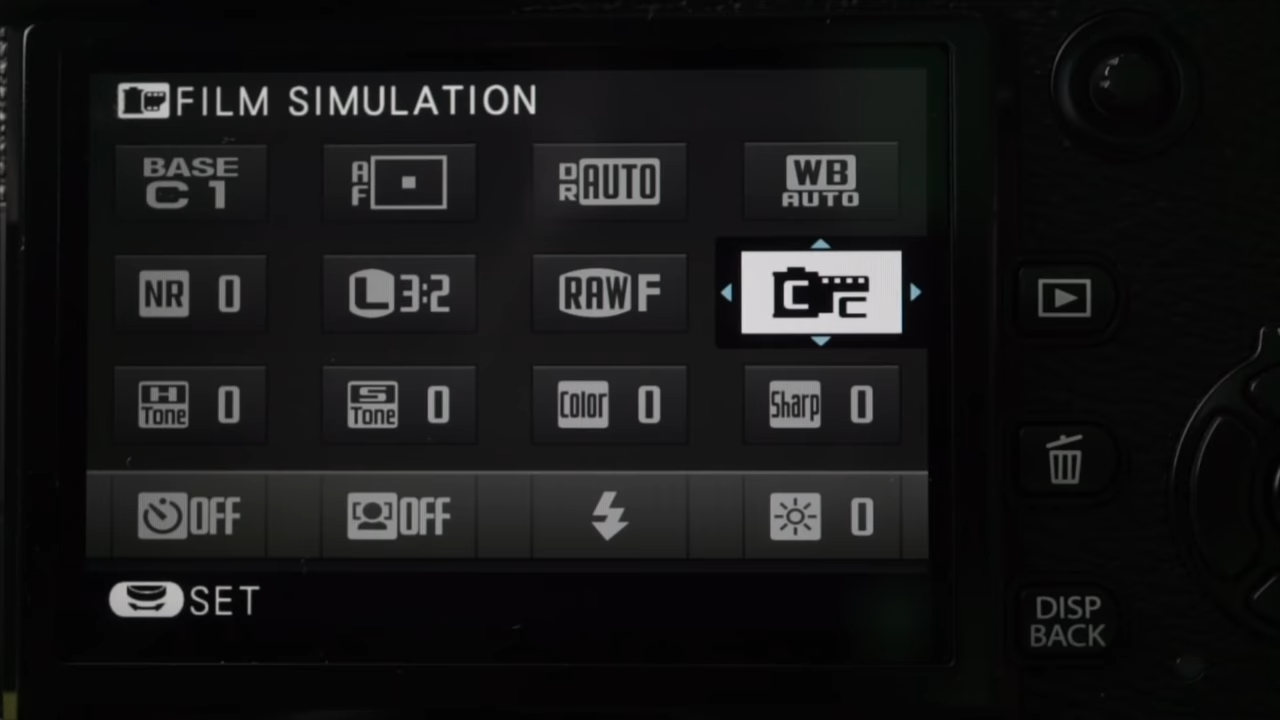 FILM SIMULATION
BASE C 1
AF
DR AUTO
WB AUTO
NR 0
L 3:2
RAW F
C C
H Tone 0
S Tone 0
Color 0
Sharp 0
OFF
OFF
0
SET
DISP
BACK